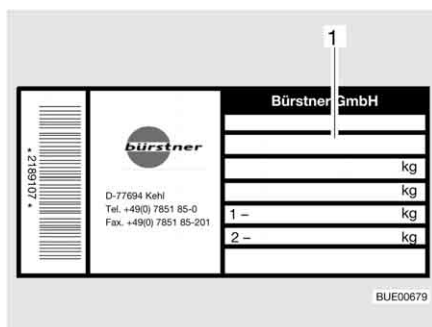 1
Bürstner GmbH
*2189107*
bürstner
D-77694 Kehl
Tel. +49(0) 7851 85-0
Fax. +49(0) 7851 85-201
kg
kg
1 – kg
2 – kg
BUE00679